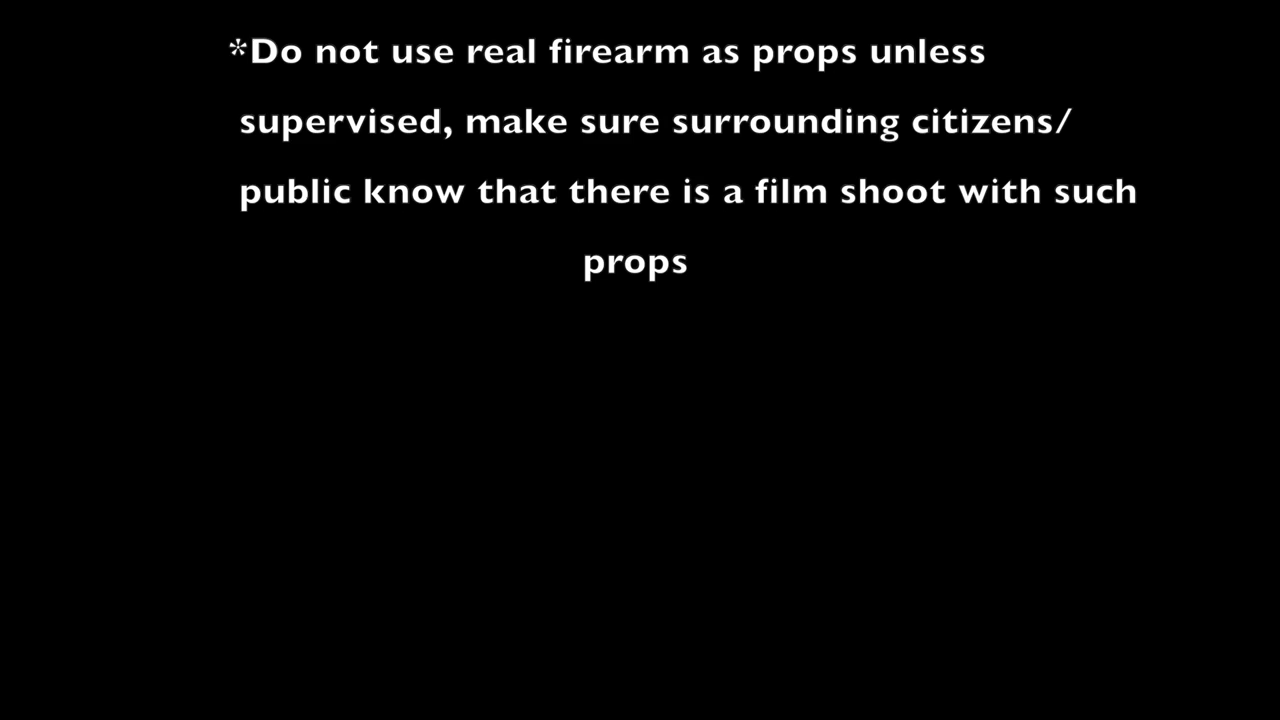 *Do not use real firearm as props unless
supervised, make sure surrounding citizens/
public know that there is a film shoot with such
props